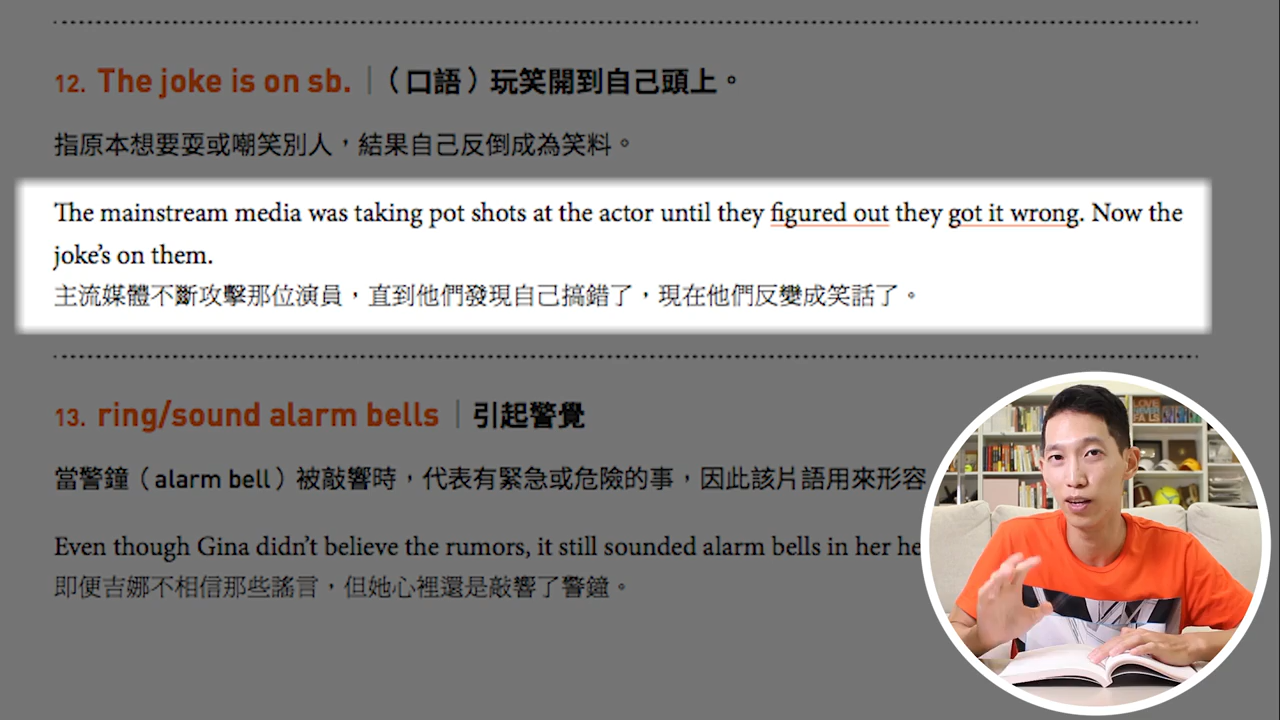 12. The joke is on sb.｜（口語）玩笑開到自己頭上。
指原本想要耍或嘲笑別人，結果自己反倒成為笑料。
The mainstream media was taking pot shots at the actor until they figured out they got it wrong. Now the
joke’s on them.
主流媒體不斷攻擊那位演員，直到他們發現自己搞錯了，現在他們反變成笑話了。
13. ring/sound alarm bells｜引起警覺
當警鐘（alarm bell）被敲響時，代表有緊急或危險的事，因此該片語用來形容
Even though Gina didn’t believe the rumors, it still sounded alarm bells in her he
即便吉娜不相信那些謠言，但她心裡還是敲響了警鐘。